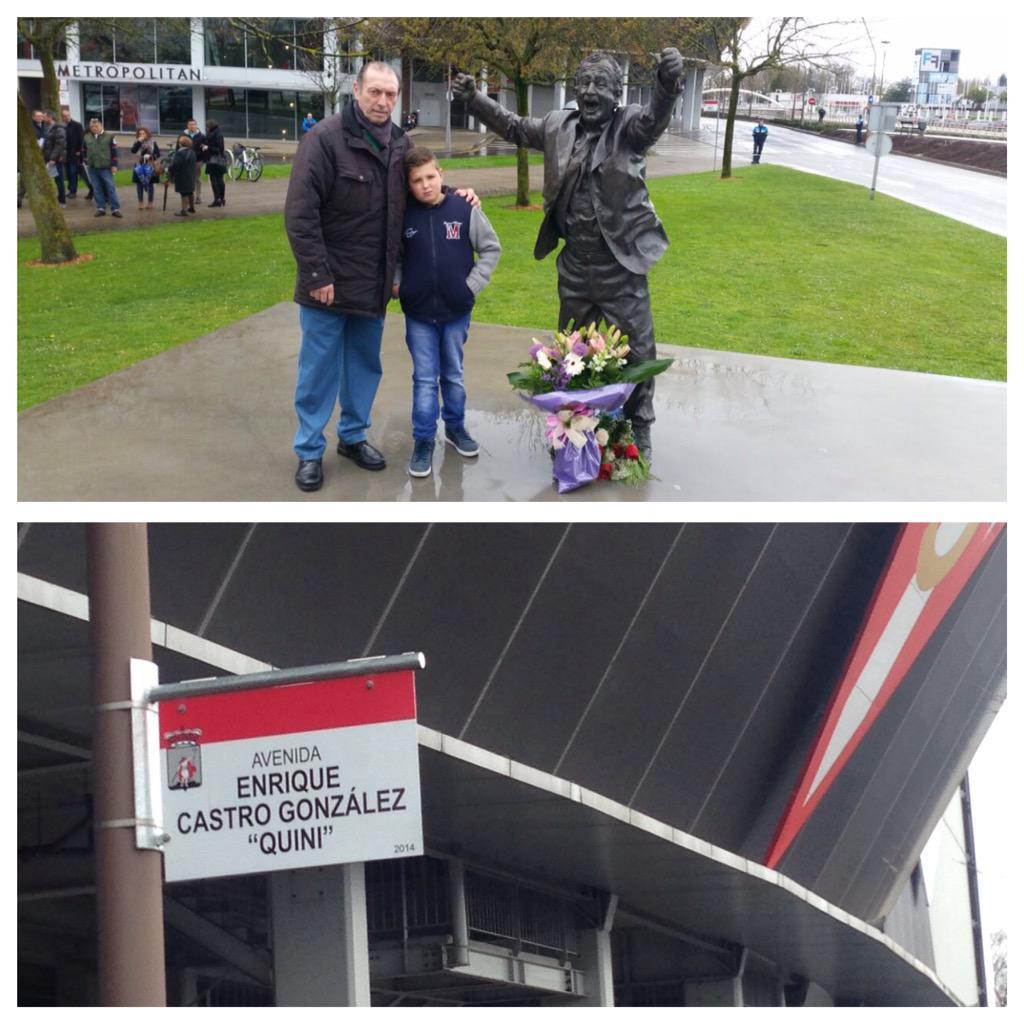 METROPOLITAN
M
AVENIDA
ENRIQUE
CASTRO GONZÁLEZ
"QUINI"
2014